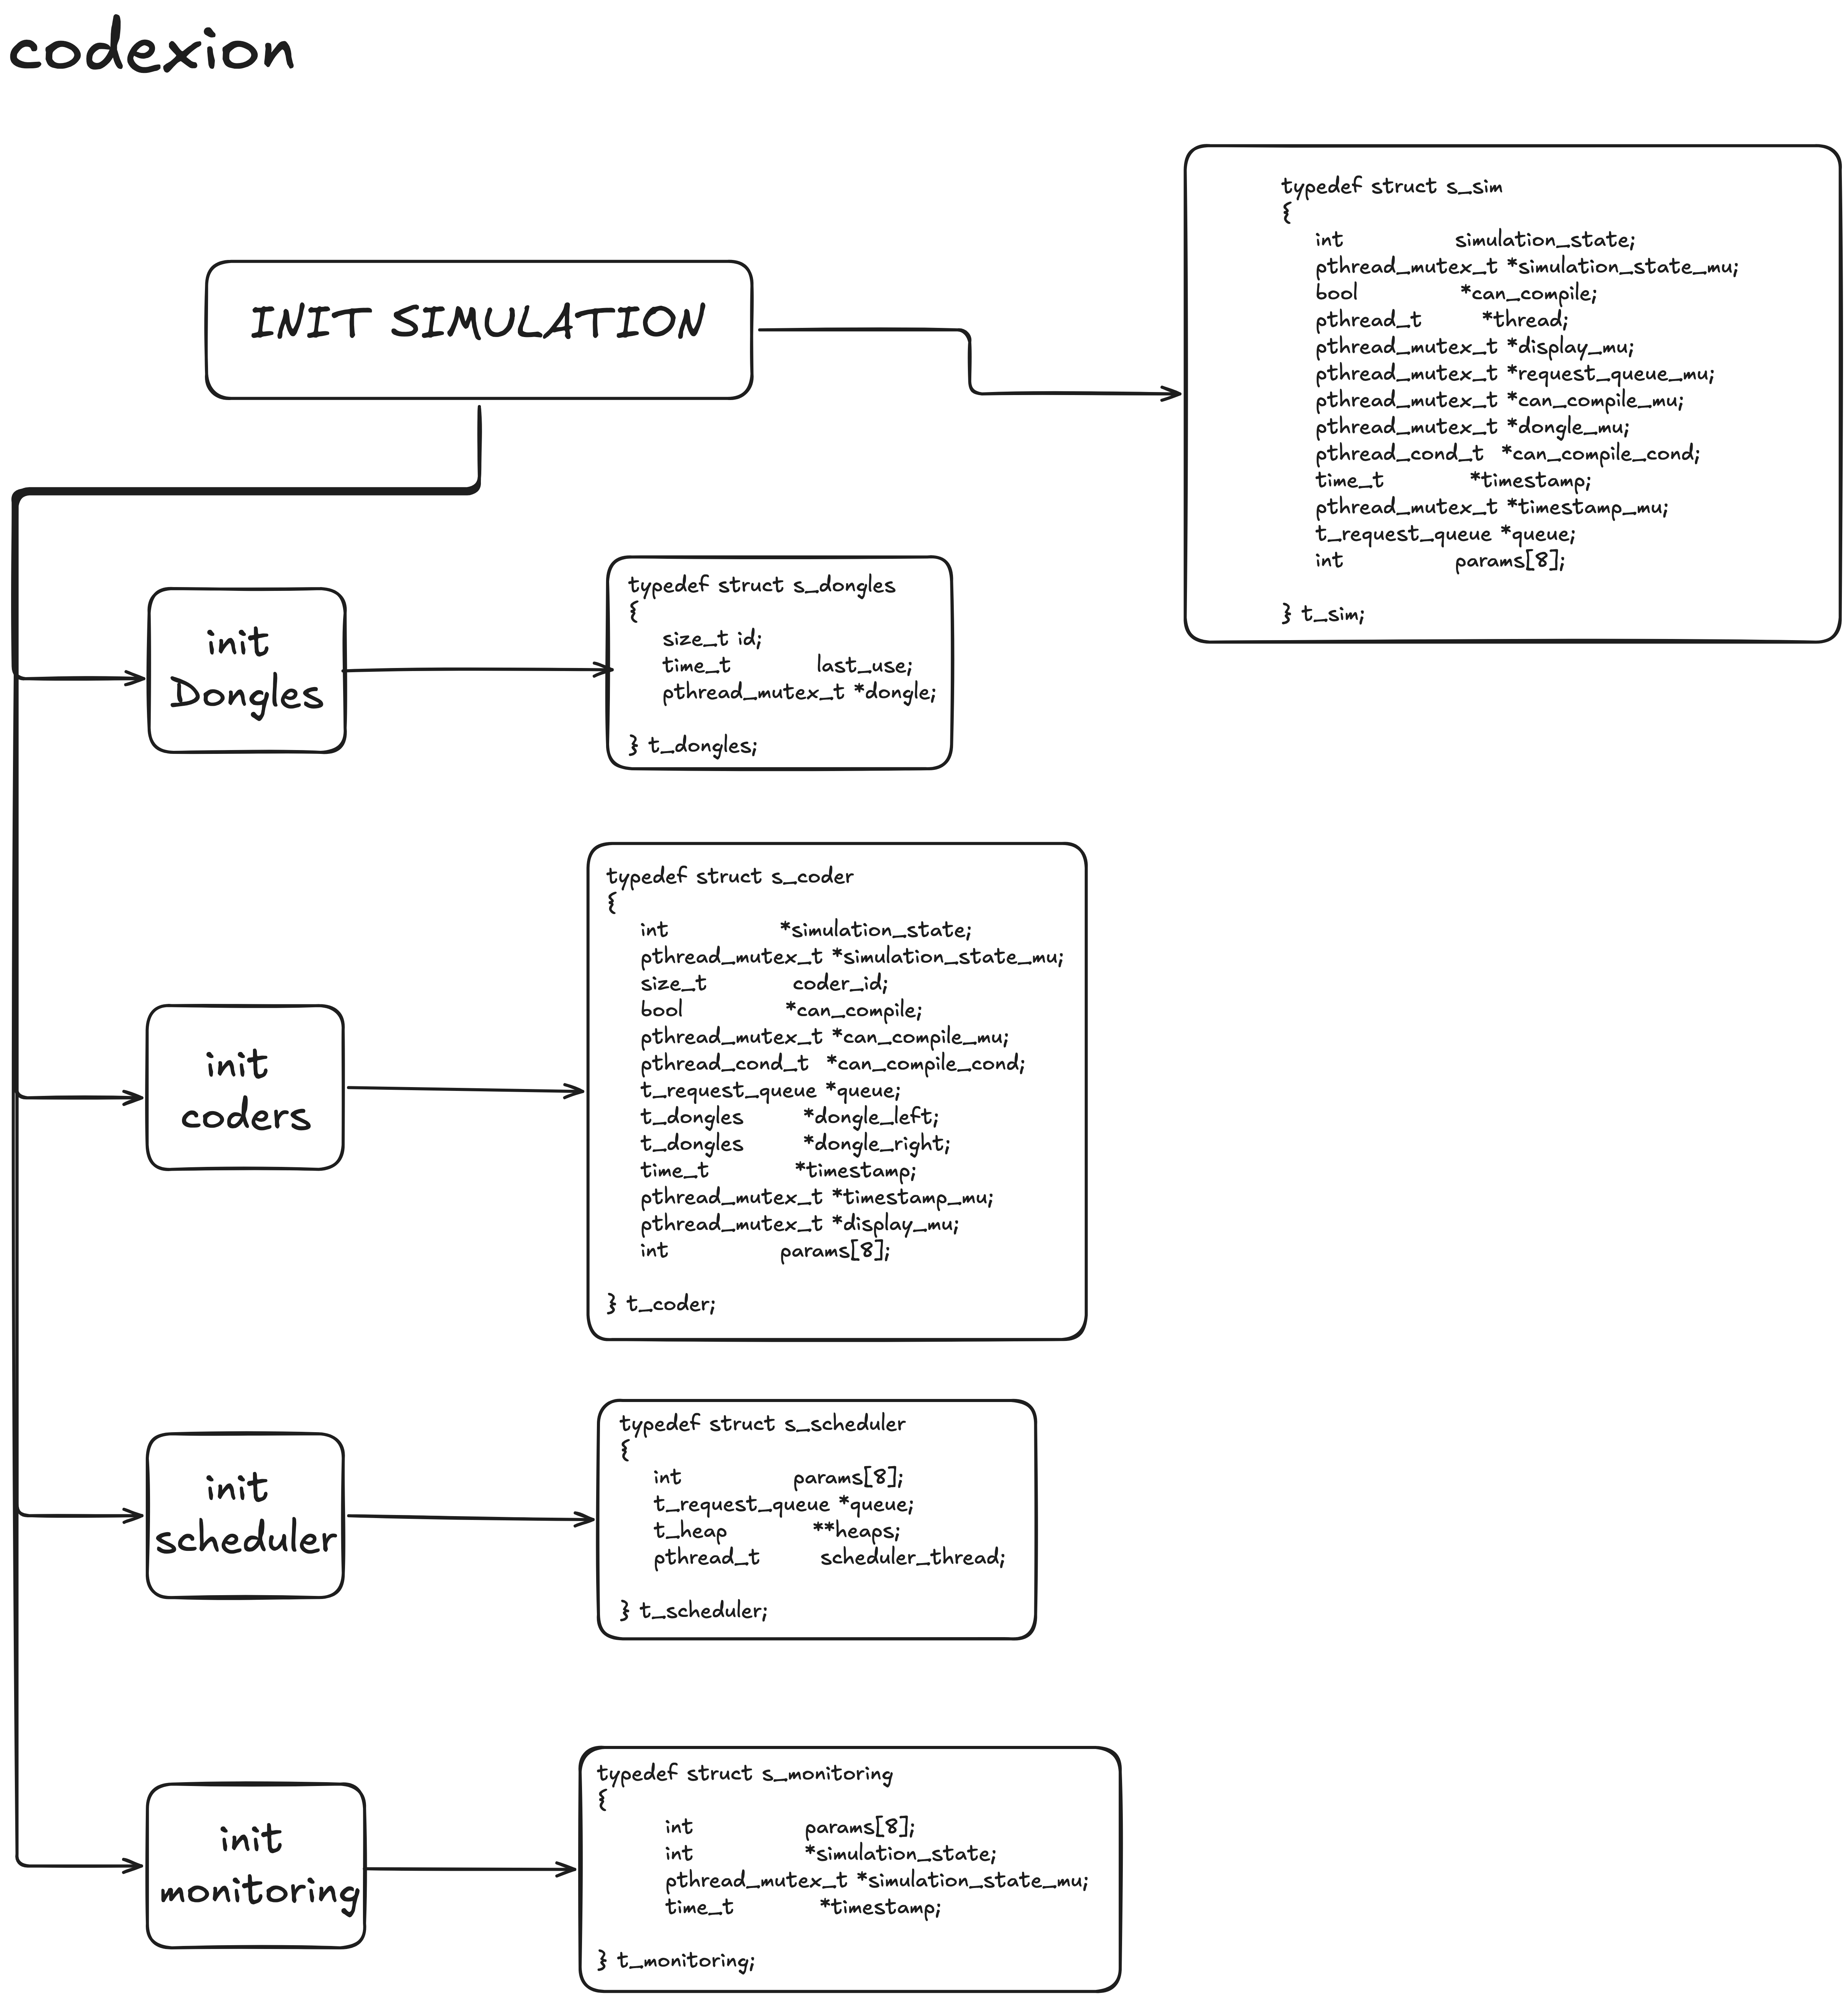 codexion
INIT SIMULATION
typedef struct s_sim
{
int simulation_state;
pthread_mutex_t *simulation_state_mu;
bool *can_compile;
pthread_t *thread;
pthread_mutex_t *display_mu;
pthread_mutex_t *request_queue_mu;
pthread_mutex_t *can_compile_mu;
pthread_mutex_t *dongle_mu;
pthread_cond_t *can_compile_cond;
time_t *timestamp;
pthread_mutex_t *timestamp_mu;
t_request_queue *queue;
int params[8];
} t_sim;
init
Dongles
typedef struct s_dongles
{
size_t id;
time_t last_use;
pthread_mutex_t *dongle;
} t_dongles;
init
coders
typedef struct s_coder
{
int *simulation_state;
pthread_mutex_t *simulation_state_mu;
size_t coder_id;
bool *can_compile;
pthread_mutex_t *can_compile_mu;
pthread_cond_t *can_compile_cond;
t_request_queue *queue;
t_dongles *dongle_left;
t_dongles *dongle_right;
time_t *timestamp;
pthread_mutex_t *timestamp_mu;
pthread_mutex_t *display_mu;
int params[8];
} t_coder;
init
scheduler
typedef struct s_scheduler
{
int params[8];
t_request_queue *queue;
t_heap **heaps;
pthread_t scheduler_thread;
} t_scheduler;
init
monitoring
typedef struct s_monitoring
{
int params[8];
int *simulation_state;
pthread_mutex_t *simulation_state_mu;
time_t *timestamp;
} t_monitoring;